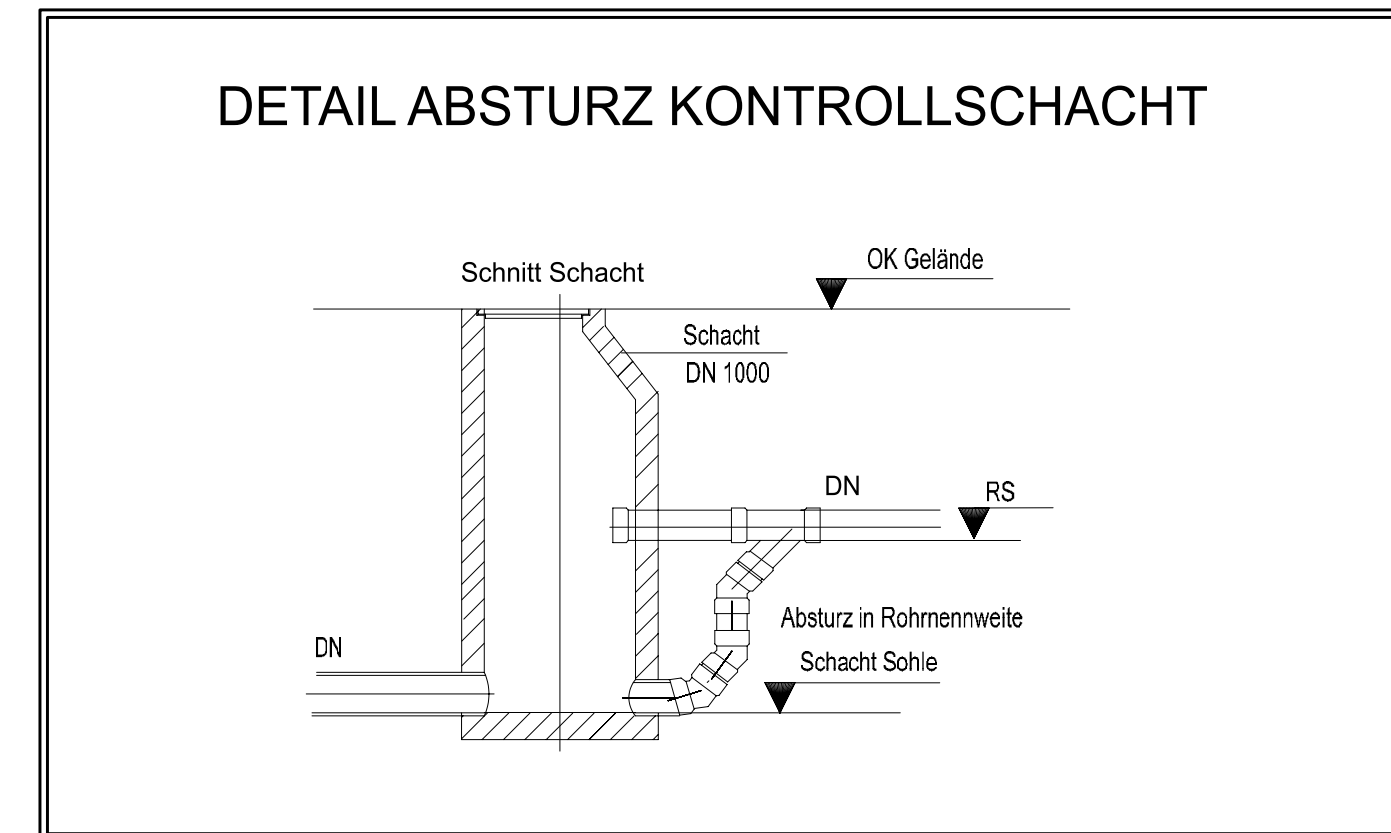 DETAIL ABSTURZ KONTROLLSCHACHT
OK Gelände
Schnitt Schacht
Schacht
DN 1000
DN
RS
Absturz in Rohrnennweite
DN
Schacht Sohle